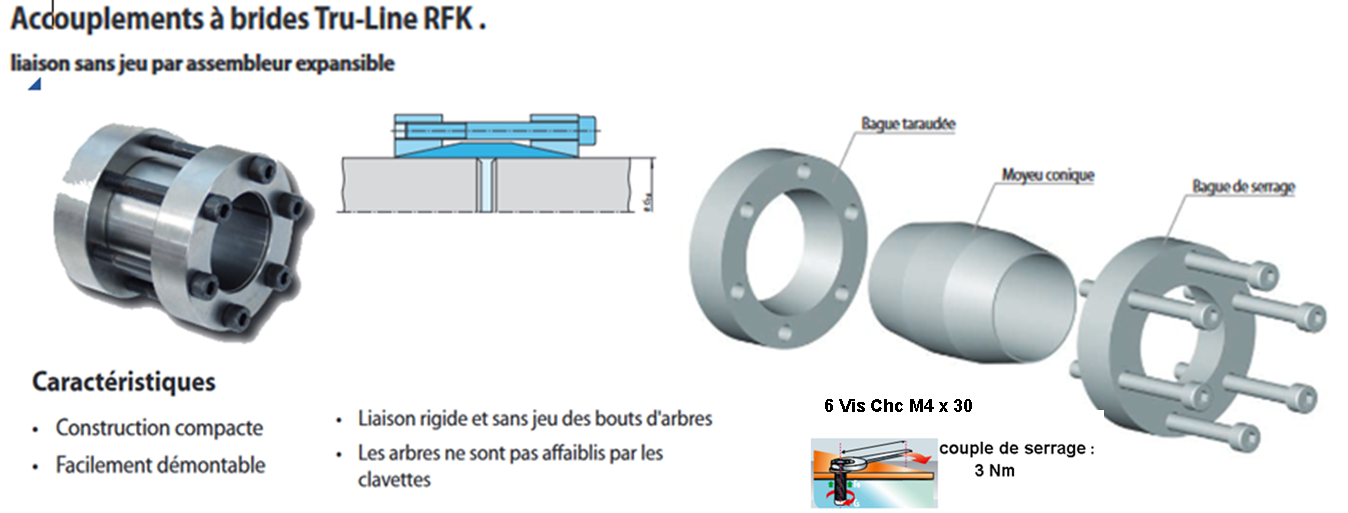 Accouplements à brides Tru-Line RFK .
liaison sans jeu par assembleur expansible
Bague taraudée
Moyeu conique
Bague de serrage
Caractéristiques
• Construction compacte
• Facilement démontable
• Liaison rigide et sans jeu des bouts d'arbres
• Les arbres ne sont pas affaiblis par les
clavettes
6 Vis Chc M4 x 30
couple de serrage :
3 Nm